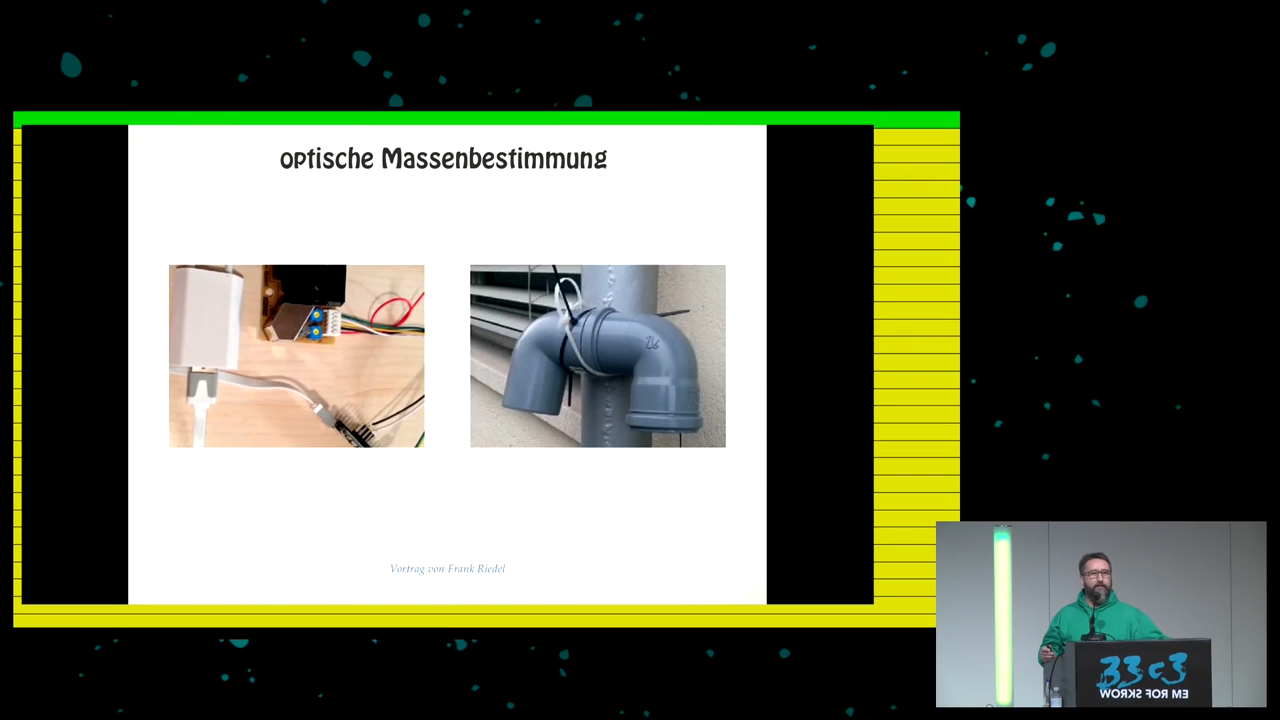 optische Massenbestimmung
Vortrag von Frank Riedel
33c3
WORKS FOR ME